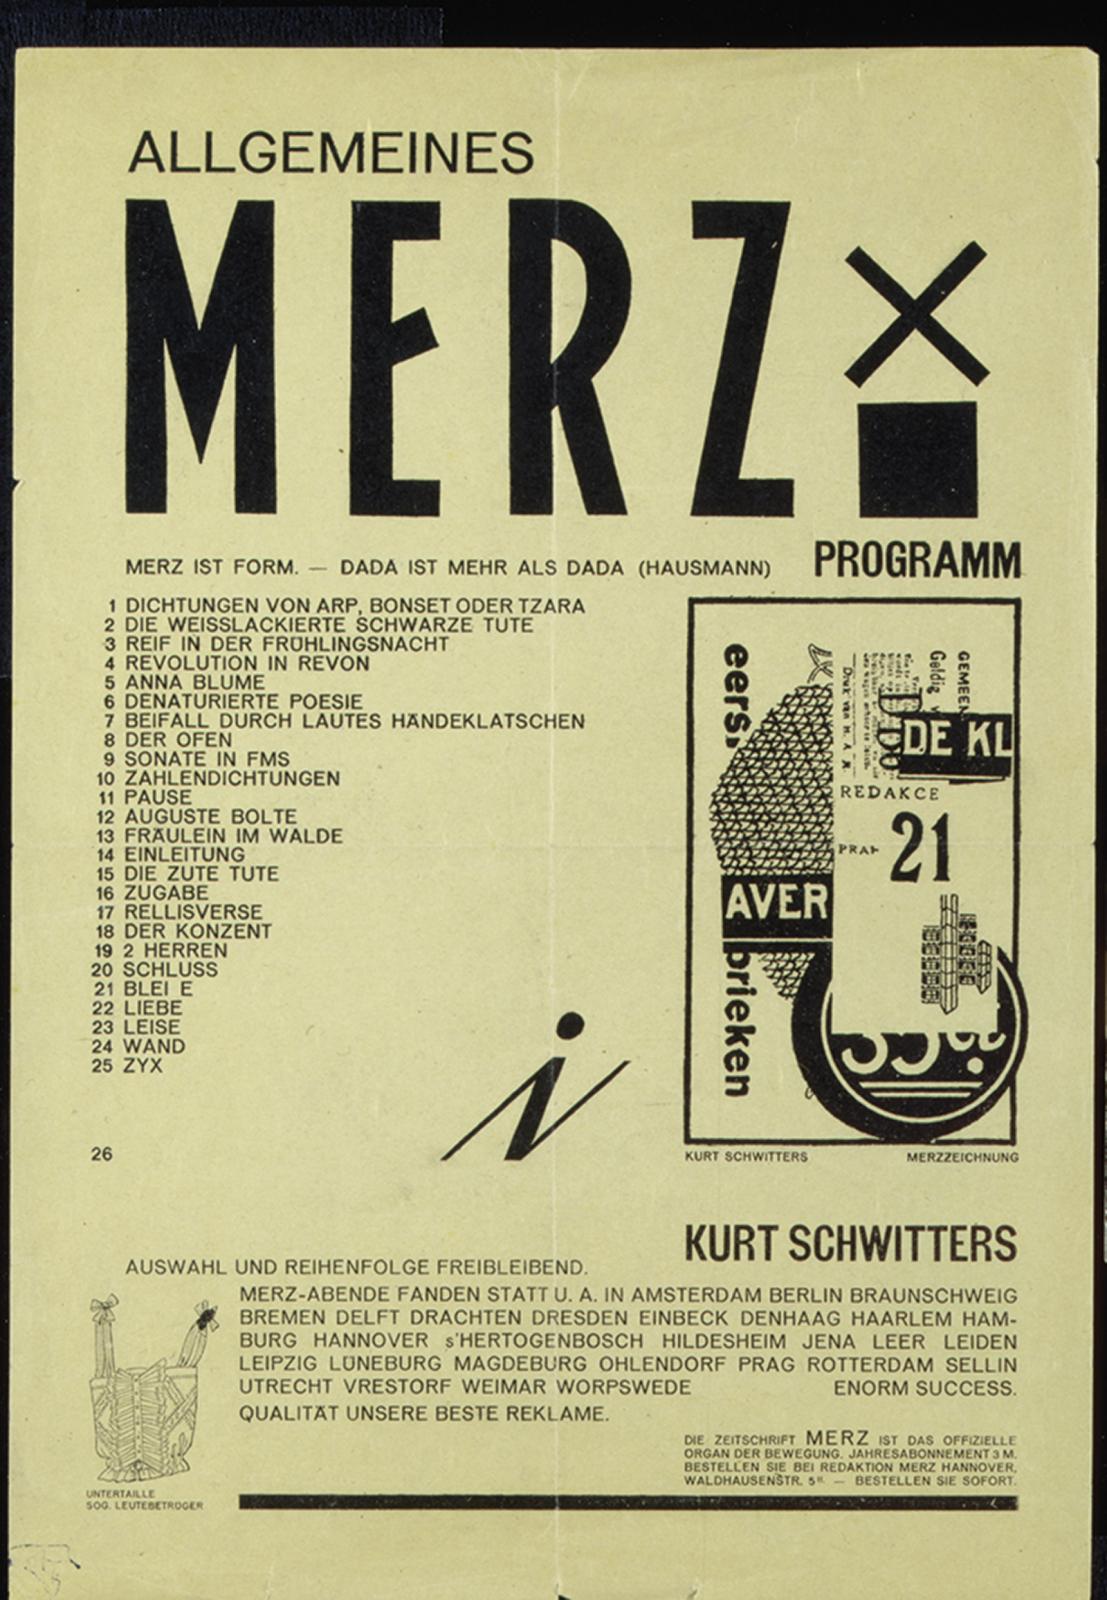 ALLGEMEINES
MERZ
PROGRAMM
MERZ IST FORM. — DADA IST MEHR ALS DADA (HAUSMANN)
1 DICHTUNGEN VON ARP, BONSET ODER TZARA
2 DIE WEISSLACKIERTE SCHWARZE TUTE
3 REIF IN DER FRÜHLINGSNACHT
4 REVOLUTION IN REVON
5 ANNA BLUME
6 DENATURIERTE POESIE
7 BEIFALL DURCH LAUTES HÄNDEKLATSCHEN
8 DER OFEN
9 SONATE IN FMS
10 ZAHLENDICHTUNGEN
11 PAUSE
12 AUGUSTE BOLTE
13 FRÄULEIN IM WALDE
14 EINLEITUNG
15 DIE ZUTE TUTE
16 ZUGABE
17 RELLISVERSE
18 DER KONZENT
19 2 HERREN
20 SCHLUSS
21 BLEI E
22 LIEBE
23 LEISE
24 WAND
25 ZYX
26
i
eers
GEMEEN
Geldig
Druk van H. A.
DE KL
REDAKCE
21
AVER
brieken
KURT SCHWITTERS MERZZEICHNUNG
KURT SCHWITTERS
AUSWAHL UND REIHENFOLGE FREIBLEIBEND.
MERZ-ABENDE FANDEN STATT U. A. IN AMSTERDAM BERLIN BRAUNSCHWEIG
BREMEN DELFT DRACHTEN DRESDEN EINBECK DENHAAG HAARLEM HAM-
BURG HANNOVER s'HERTOGENBOSCH HILDESHEIM JENA LEER LEIDEN
LEIPZIG LÜNEBURG MAGDEBURG OHLENDORF PRAG ROTTERDAM SELLIN
UTRECHT VRESTORF WEIMAR WORPSWEDE ENORM SUCCESS.
QUALITÄT UNSERE BESTE REKLAME.
DIE ZEITSCHRIFT MERZ IST DAS OFFIZIELLE
ORGAN DER BEWEGUNG. JAHRESABONNEMENT 3 M.
BESTELLEN SIE BEI REDAKTION MERZ HANNOVER,
WALDHAUSENSTR. 5 II. — BESTELLEN SIE SOFORT.
UNTERTAILLE
SOG. LEUTEBETRÜGER